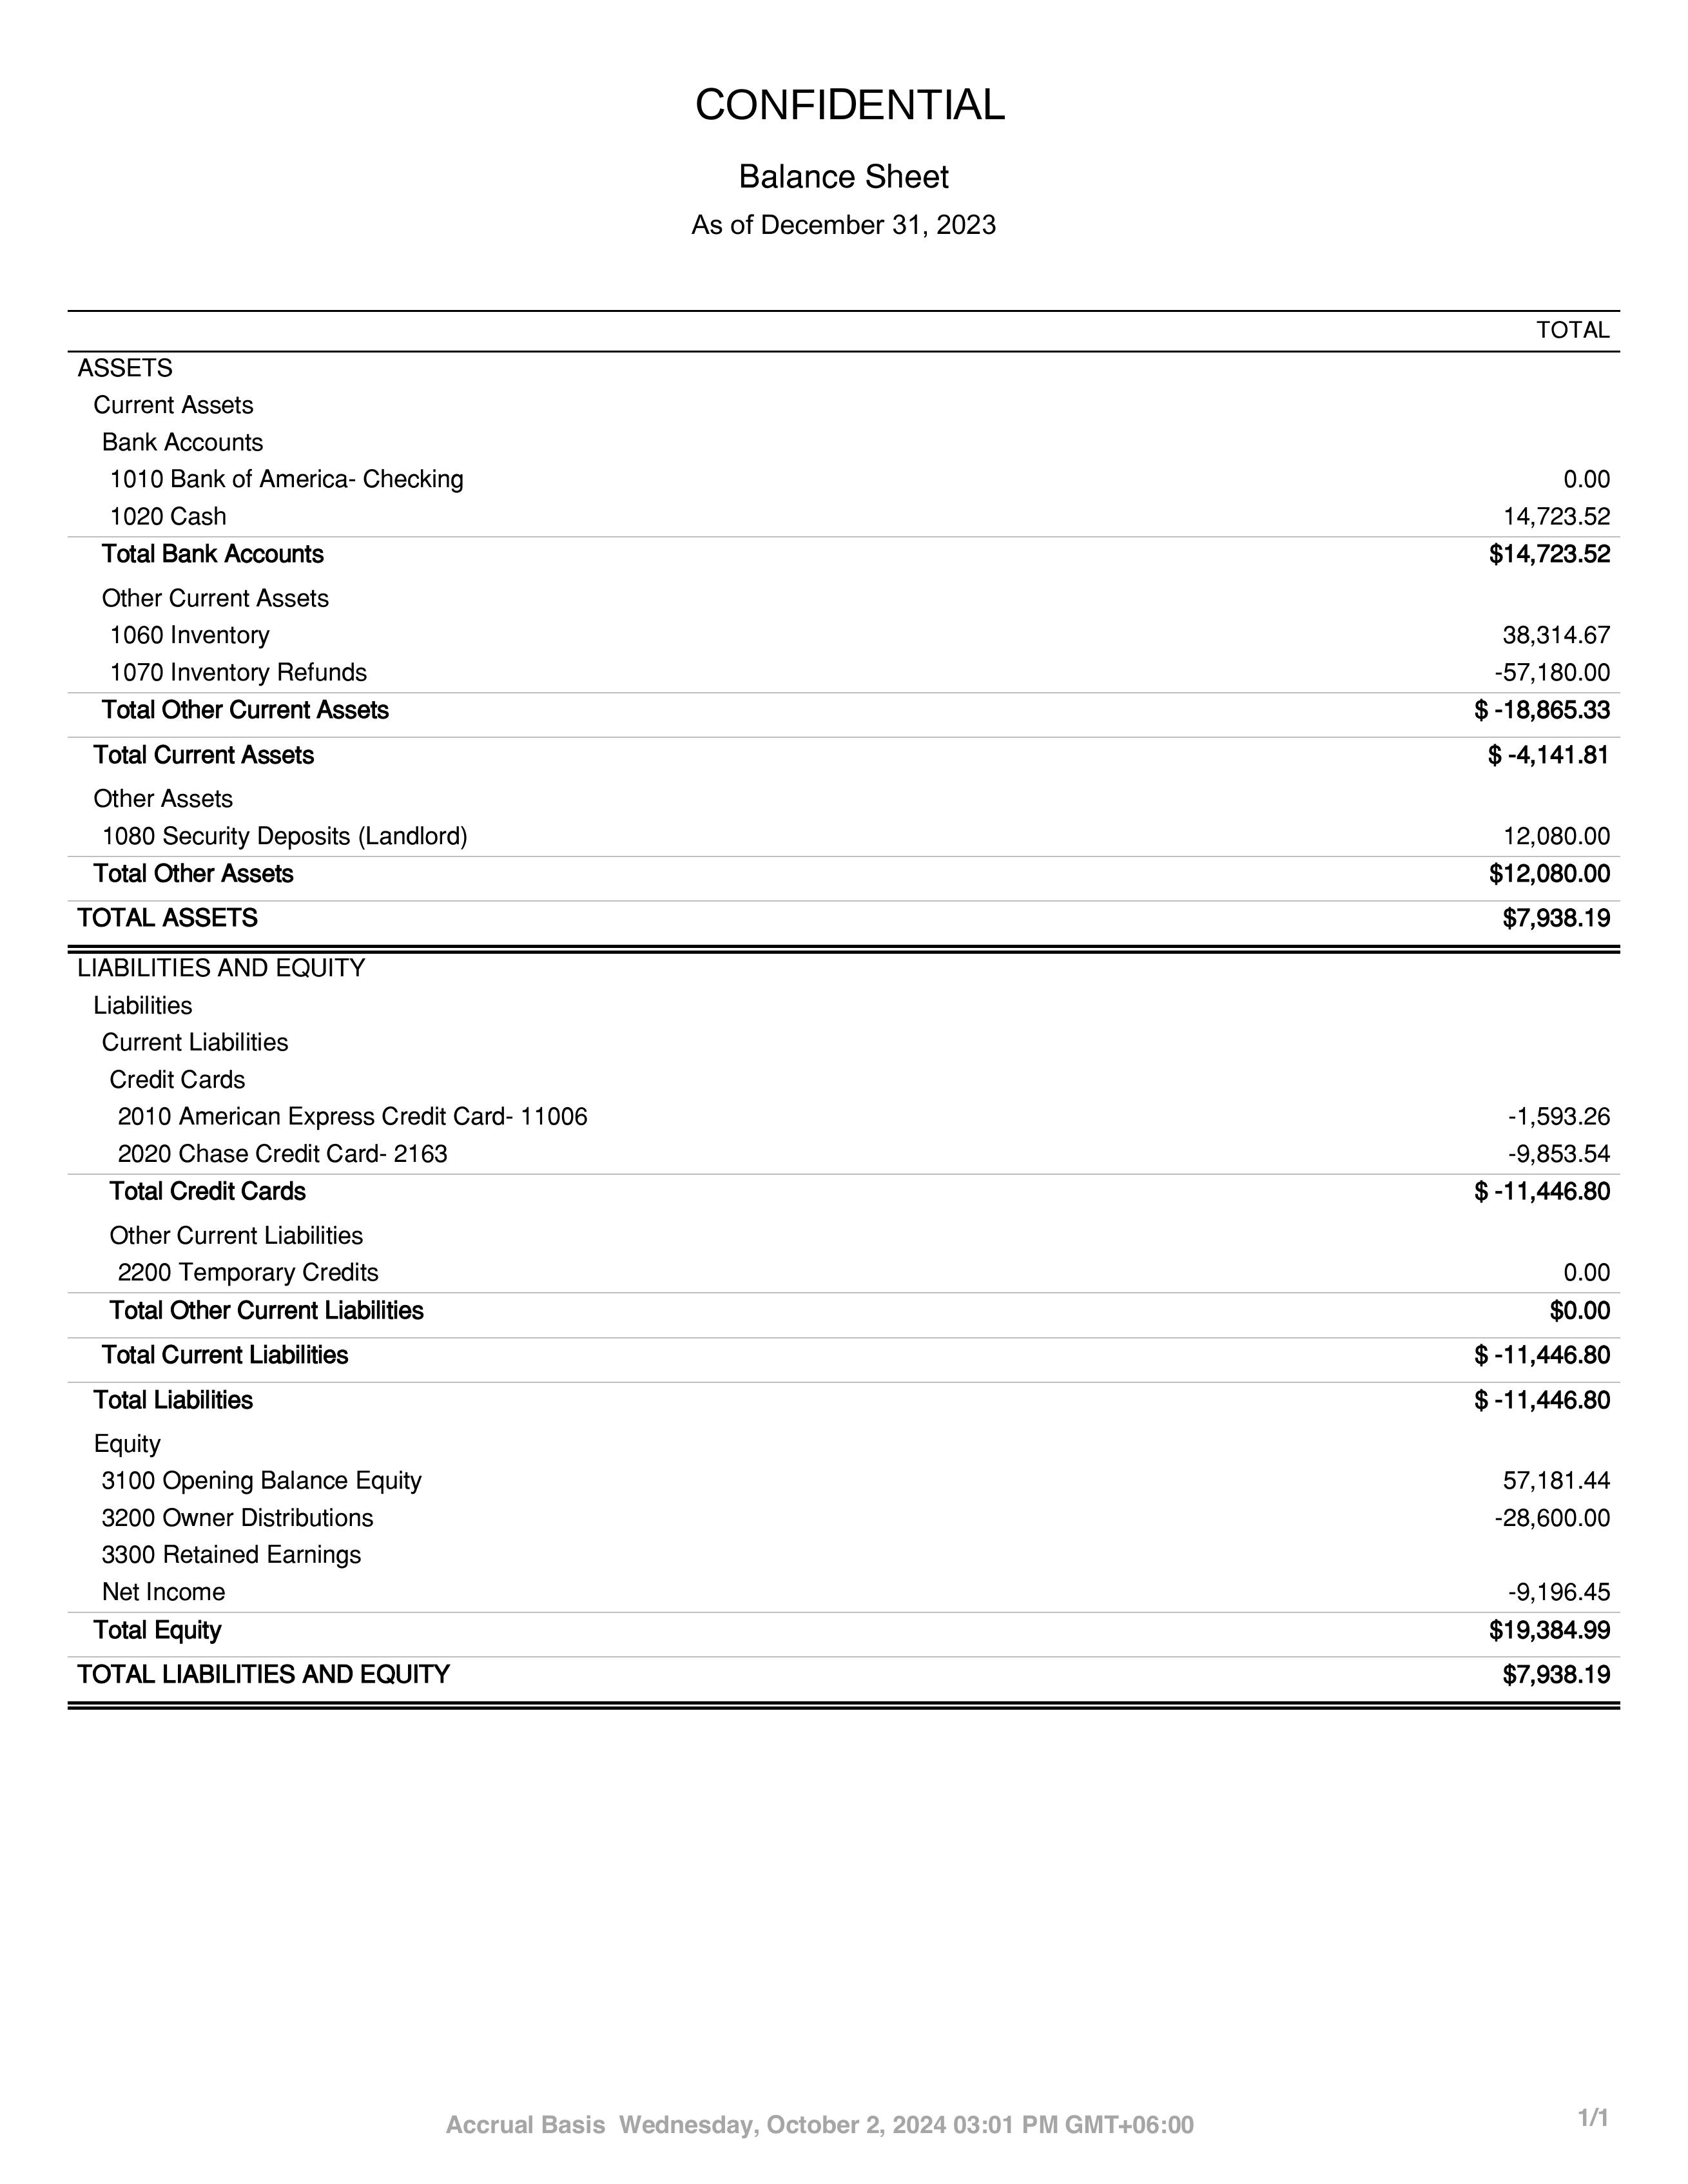 CONFIDENTIAL
Balance Sheet
As of December 31, 2023
TOTAL
ASSETS
Current Assets
Bank Accounts
1010 Bank of America- Checking 0.00
1020 Cash 14,723.52
Total Bank Accounts $14,723.52
Other Current Assets
1060 Inventory 38,314.67
1070 Inventory Refunds -57,180.00
Total Other Current Assets $ -18,865.33
Total Current Assets $ -4,141.81
Other Assets
1080 Security Deposits (Landlord) 12,080.00
Total Other Assets $12,080.00
TOTAL ASSETS $7,938.19
LIABILITIES AND EQUITY
Liabilities
Current Liabilities
Credit Cards
2010 American Express Credit Card- 11006 -1,593.26
2020 Chase Credit Card- 2163 -9,853.54
Total Credit Cards $ -11,446.80
Other Current Liabilities
2200 Temporary Credits 0.00
Total Other Current Liabilities $0.00
Total Current Liabilities $ -11,446.80
Total Liabilities $ -11,446.80
Equity
3100 Opening Balance Equity 57,181.44
3200 Owner Distributions -28,600.00
3300 Retained Earnings
Net Income -9,196.45
Total Equity $19,384.99
TOTAL LIABILITIES AND EQUITY $7,938.19
Accrual Basis Wednesday, October 2, 2024 03:01 PM GMT+06:00 1/1